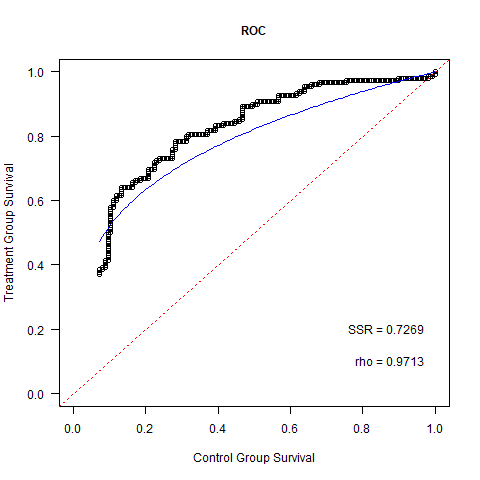 ROC
Treatment Group Survival
1.0
0.8
0.6
0.4
0.2
0.0
SSR = 0.7269
rho = 0.9713
0.0 0.2 0.4 0.6 0.8 1.0
Control Group Survival